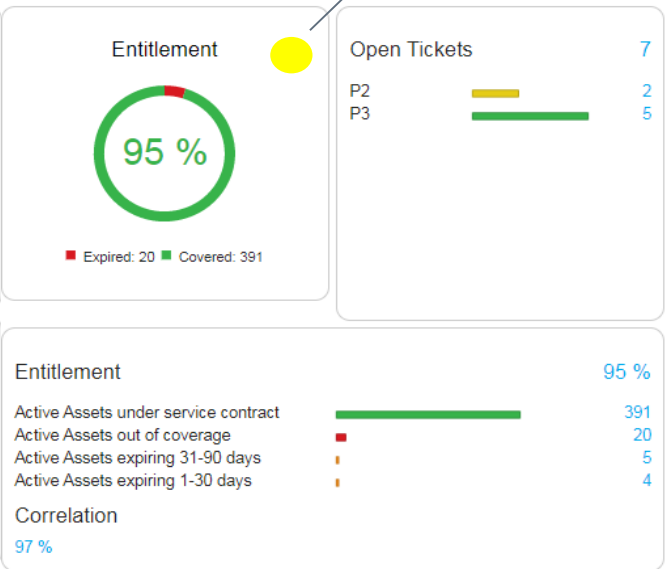 Entitlement
95 %
Expired: 20 Covered: 391
Open Tickets 7
P2 2
P3 5
Entitlement 95 %
Active Assets under service contract 391
Active Assets out of coverage 20
Active Assets expiring 31-90 days 5
Active Assets expiring 1-30 days 4
Correlation
97 %